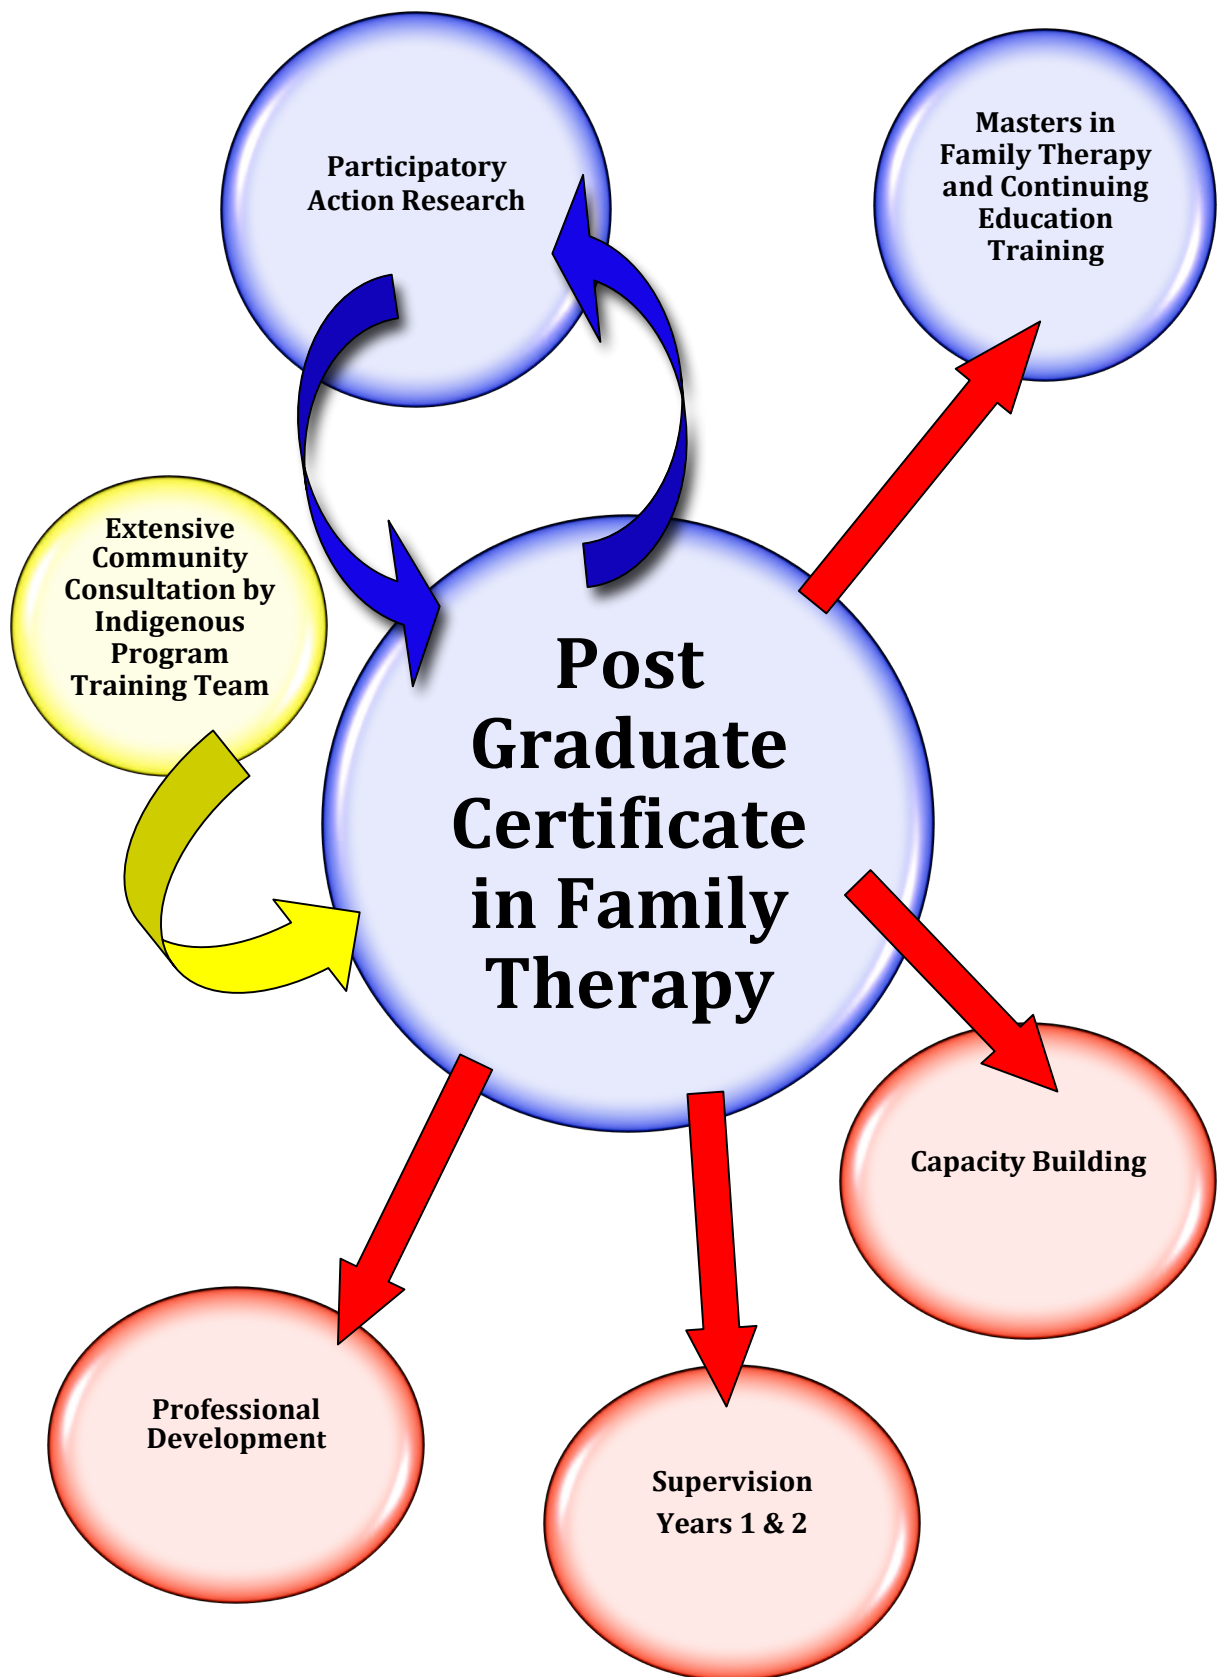 Participatory
Action Research
Masters in
Family Therapy
and Continuing
Education
Training
Extensive
Community
Consultation by
Indigenous
Program
Training Team
Post
Graduate
Certificate
in Family
Therapy
Capacity Building
Professional
Development
Supervision
Years 1 & 2